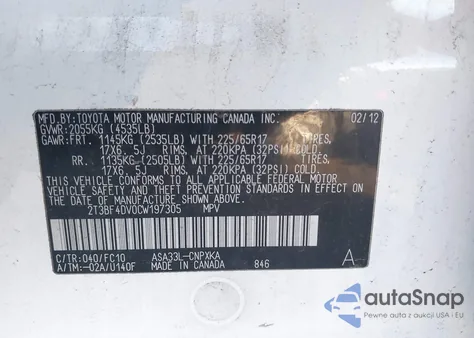 MFD.BY:TOYOTA MOTOR MANUFACTURING CANADA INC. 02/12
GVWR:2055KG (4535LB)
GAWR:FRT. 1145KG (2535LB) WITH 225/65R17 TIRES,
17X6.5J RIMS, AT 220KPA (32PSI) COLD.
RR. 1135KG (2505LB) WITH 225/65R17 TIRES,
17X6.5J RIMS, AT 220KPA (32PSI) COLD.
THIS VEHICLE CONFORMS TO ALL APPLICABLE FEDERAL MOTOR
VEHICLE SAFETY STANDARDS IN EFFECT ON
THE DATE OF MANUFACTURE SHOWN ABOVE.
2T3BF4DV0CW197305 MPV
C/TR:040/FC10 ASA33L-CNPXKA A
A/TM:-02A/U140F MADE IN CANADA 846
autoSnap
Pewne auta z USA i EU